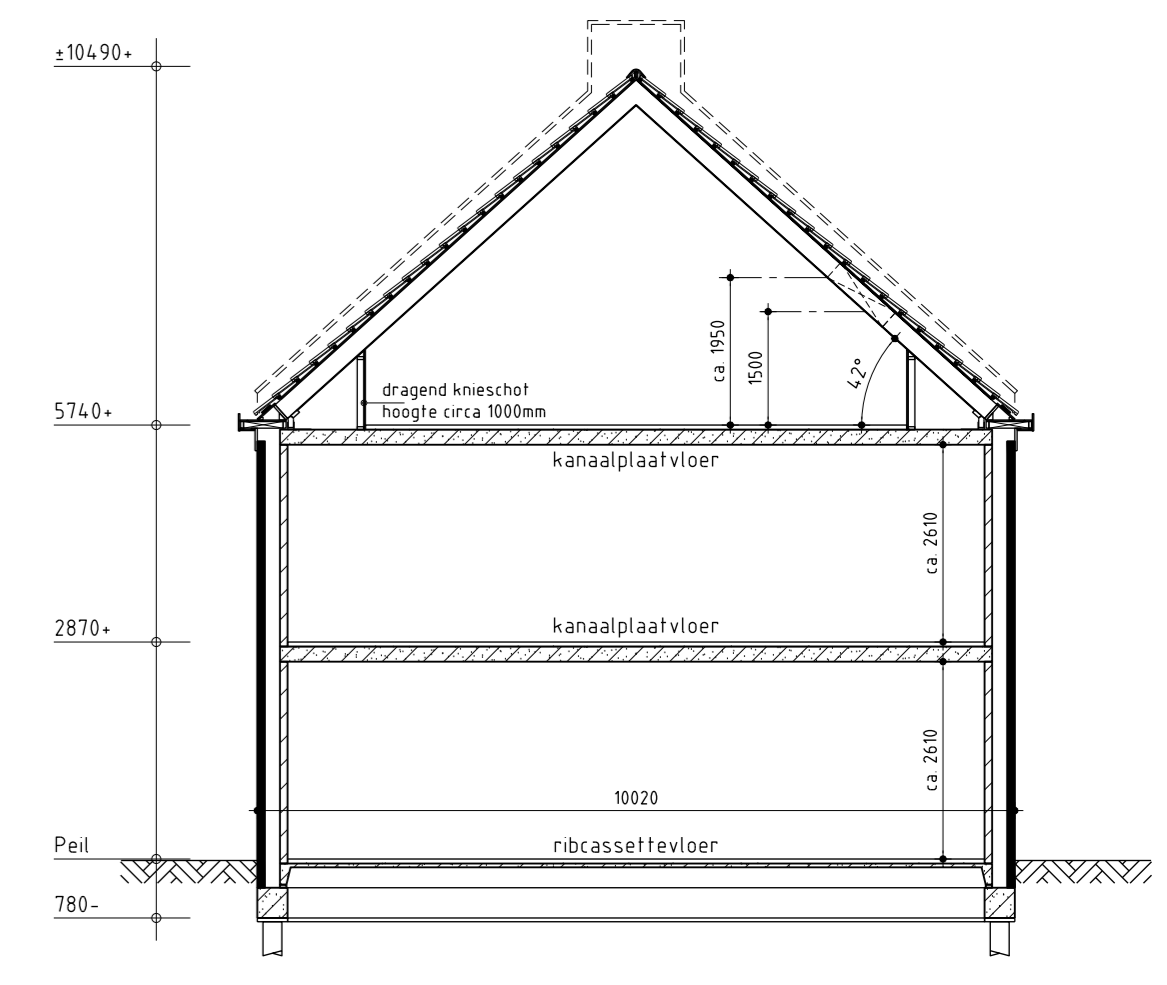 ±10490+
5740+
dragend knieschot
hoogte circa 1000mm
ca. 1950
1500
42°
kanaalplaatvloer
ca. 2610
2870+
kanaalplaatvloer
ca. 2610
10020
Peil
ribcassettevloer
780-